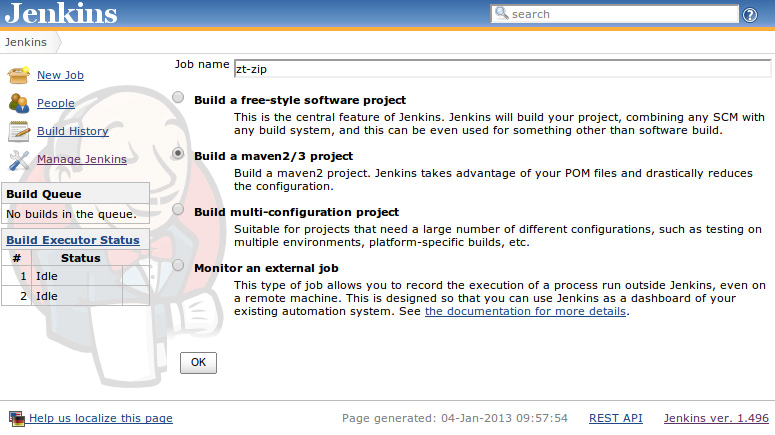 Jenkins
search
Jenkins
New Job
People
Build History
Manage Jenkins
Build Queue
No builds in the queue.
Build Executor Status
# Status
1 Idle
2 Idle
Job name zt-zip
Build a free-style software project
This is the central feature of Jenkins. Jenkins will build your project, combining any SCM with
any build system, and this can be even used for something other than software build.
Build a maven2/3 project
Build a maven2 project. Jenkins takes advantage of your POM files and drastically reduces
the configuration.
Build multi-configuration project
Suitable for projects that need a large number of different configurations, such as testing on
multiple environments, platform-specific builds, etc.
Monitor an external job
This type of job allows you to record the execution of a process run outside Jenkins, even on
a remote machine. This is designed so that you can use Jenkins as a dashboard of your
existing automation system. See the documentation for more details.
OK
Help us localize this page
Page generated: 04-Jan-2013 09:57:54
REST API
Jenkins ver. 1.496